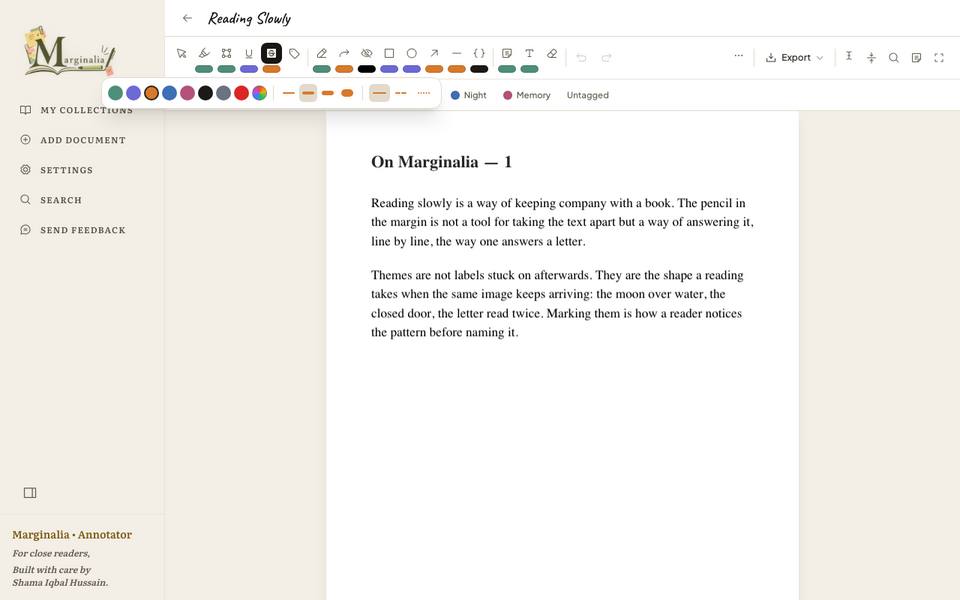 Marginalia
MY COLLECTIONS
ADD DOCUMENT
SETTINGS
SEARCH
SEND FEEDBACK
Marginalia • Annotator
For close readers,
Built with care by
Shama Iqbal Hussain.
Reading Slowly
T
Export
Night
Memory
Untagged
On Marginalia — 1
Reading slowly is a way of keeping company with a book. The pencil in
the margin is not a tool for taking the text apart but a way of answering it,
line by line, the way one answers a letter.
Themes are not labels stuck on afterwards. They are the shape a reading
takes when the same image keeps arriving: the moon over water, the
closed door, the letter read twice. Marking them is how a reader notices
the pattern before naming it.